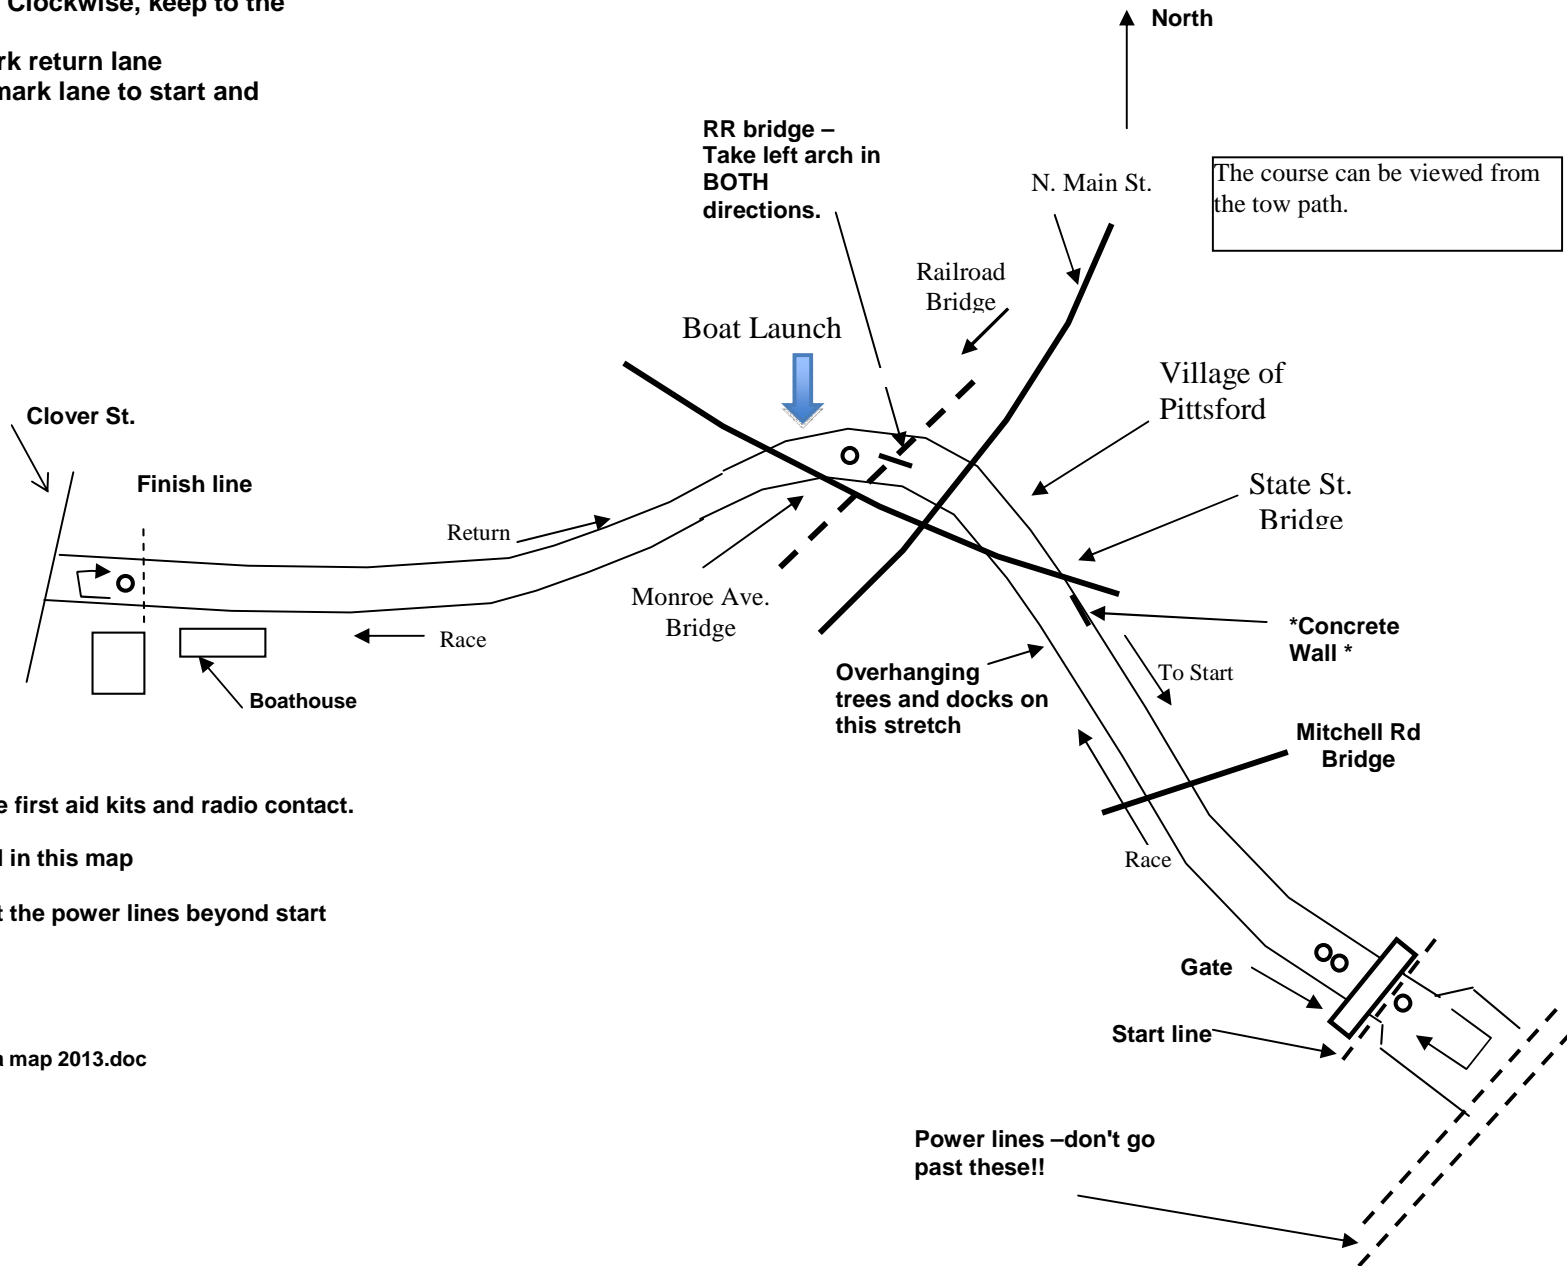 Clockwise, keep to the
North
rk return lane
mark lane to start and
RR bridge –
Take left arch in
BOTH
directions.
N. Main St.
The course can be viewed from
the tow path.
Railroad
Bridge
Boat Launch
Village of
Pittsford
Clover St.
Finish line
State St.
Bridge
Return
Monroe Ave.
Bridge
Race
*Concrete
Wall *
Overhanging
trees and docks on
this stretch
To Start
Boathouse
Mitchell Rd
Bridge
e first aid kits and radio contact.
Race
d in this map
t the power lines beyond start
Gate
Start line
a map 2013.doc
Power lines –don't go
past these!!